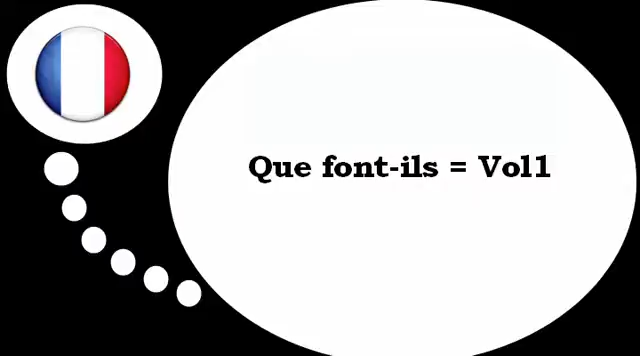 Que font-ils = Vol1